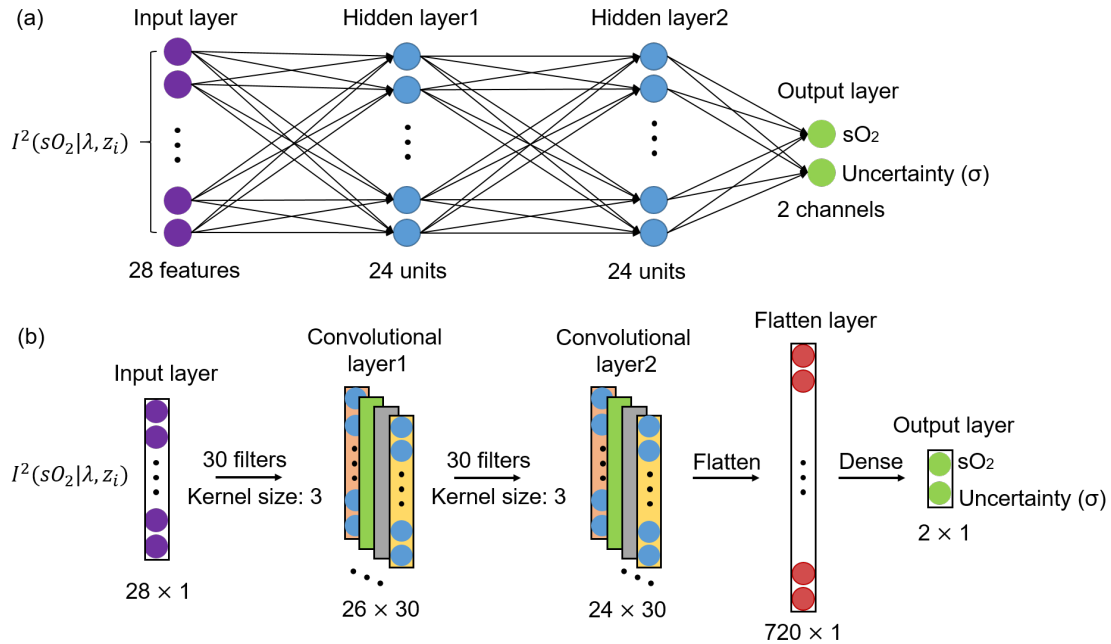 (a)
Input layer
Hidden layer1
Hidden layer2
Output layer
I²(sO₂|λ, zᵢ)
sO₂
Uncertainty (σ)
2 channels
28 features
24 units
24 units
(b)
Input layer
Convolutional
layer1
Convolutional
layer2
Flatten layer
Output layer
I²(sO₂|λ, zᵢ)
30 filters
Kernel size: 3
30 filters
Kernel size: 3
Flatten
Dense
sO₂
Uncertainty (σ)
2 × 1
28 × 1
26 × 30
24 × 30
720 × 1